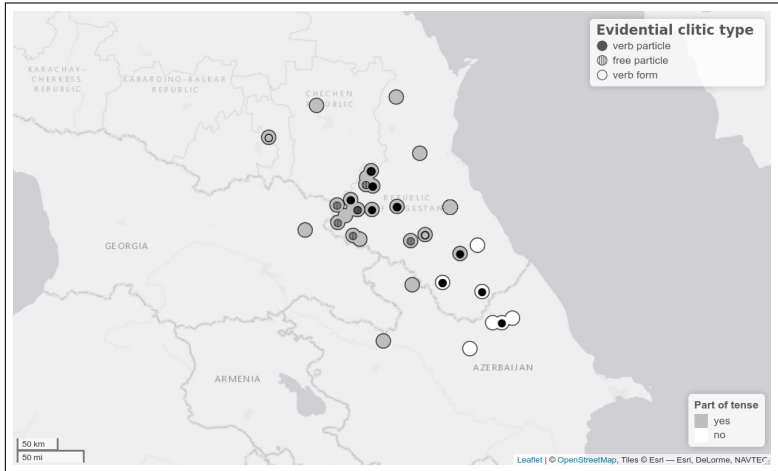 Evidential clitic type
verb particle
free particle
verb form
KARACHAY-
CHERKESS
REPUBLIC
KABARDINO-BALKAR
REPUBLIC
CHECHEN
REPUBLIC
REPUBLIC
GEORGIA
ARMENIA
AZERBAIJAN
Part of tense
yes
no
50 km
50 mi
Leaflet | © OpenStreetMap, Tiles © Esri — Esri, DeLorme, NAVTEQ